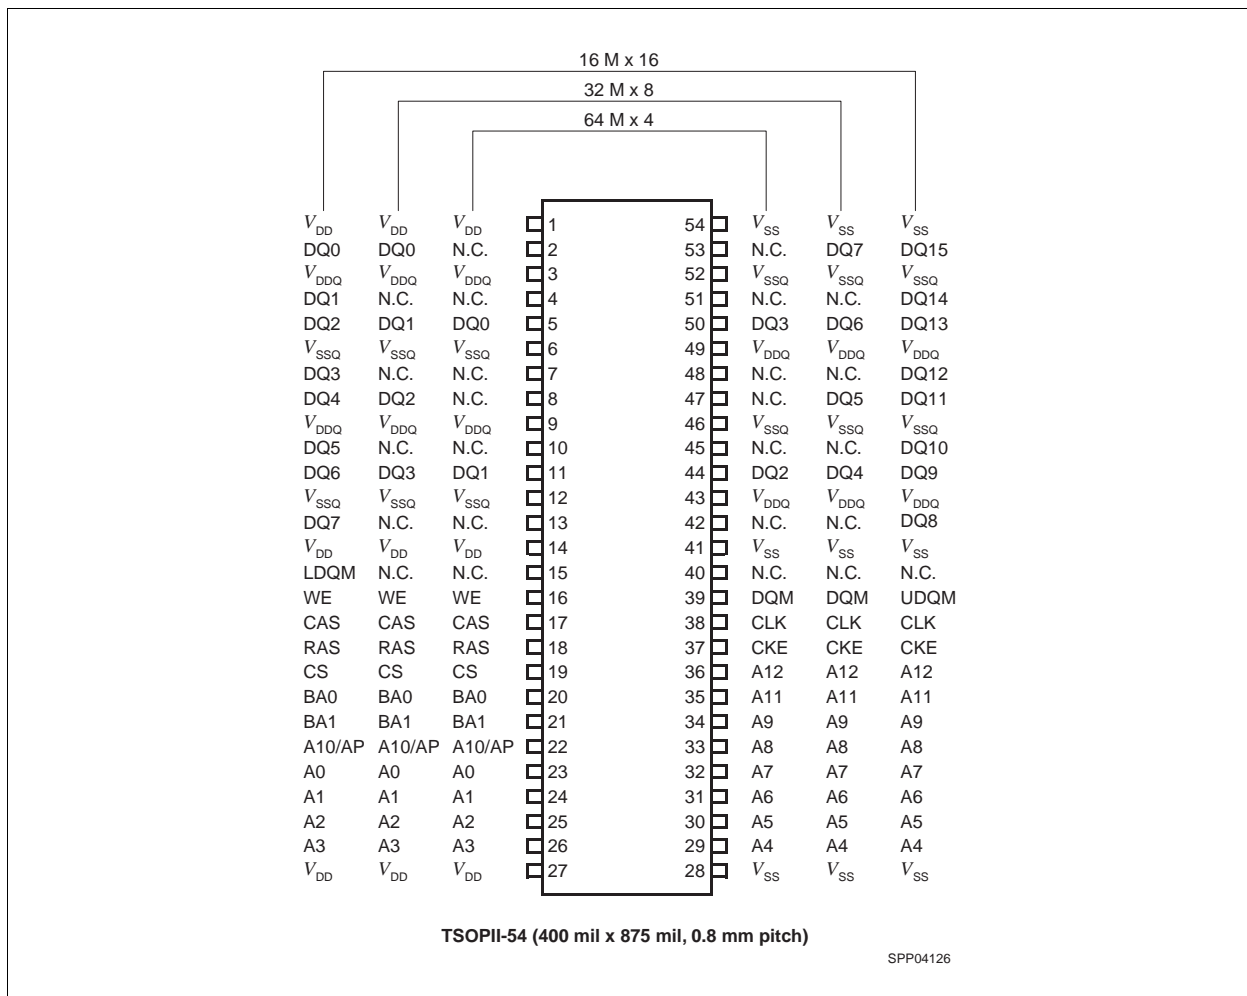 16 M x 16
32 M x 8
64 M x 4
VDD VDD VDD 1 54 VSS VSS VSS
DQ0 DQ0 N.C. 2 53 N.C. DQ7 DQ15
VDDQ VDDQ VDDQ 3 52 VSSQ VSSQ VSSQ
DQ1 N.C. N.C. 4 51 N.C. N.C. DQ14
DQ2 DQ1 DQ0 5 50 DQ3 DQ6 DQ13
VSSQ VSSQ VSSQ 6 49 VDDQ VDDQ VDDQ
DQ3 N.C. N.C. 7 48 N.C. N.C. DQ12
DQ4 DQ2 N.C. 8 47 N.C. DQ5 DQ11
VDDQ VDDQ VDDQ 9 46 VSSQ VSSQ VSSQ
DQ5 N.C. N.C. 10 45 N.C. N.C. DQ10
DQ6 DQ3 DQ1 11 44 DQ2 DQ4 DQ9
VSSQ VSSQ VSSQ 12 43 VDDQ VDDQ VDDQ
DQ7 N.C. N.C. 13 42 N.C. N.C. DQ8
VDD VDD VDD 14 41 VSS VSS VSS
LDQM N.C. N.C. 15 40 N.C. N.C. N.C.
WE WE WE 16 39 DQM DQM UDQM
CAS CAS CAS 17 38 CLK CLK CLK
RAS RAS RAS 18 37 CKE CKE CKE
CS CS CS 19 36 A12 A12 A12
BA0 BA0 BA0 20 35 A11 A11 A11
BA1 BA1 BA1 21 34 A9 A9 A9
A10/AP A10/AP A10/AP 22 33 A8 A8 A8
A0 A0 A0 23 32 A7 A7 A7
A1 A1 A1 24 31 A6 A6 A6
A2 A2 A2 25 30 A5 A5 A5
A3 A3 A3 26 29 A4 A4 A4
VDD VDD VDD 27 28 VSS VSS VSS
TSOPII-54 (400 mil x 875 mil, 0.8 mm pitch)
SPP04126